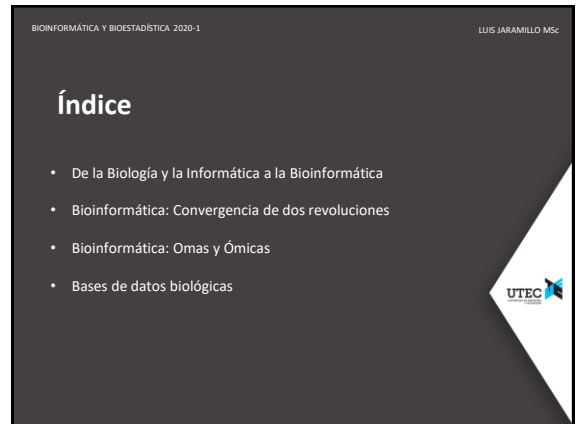 BIOINFORMÁTICA Y BIOESTADÍSTICA 2020-1
LUIS JARAMILLO MSc
Índice
• De la Biología y la Informática a la Bioinformática
• Bioinformática: Convergencia de dos revoluciones
• Bioinformática: Omas y Ómicas
• Bases de datos biológicas
UTEC